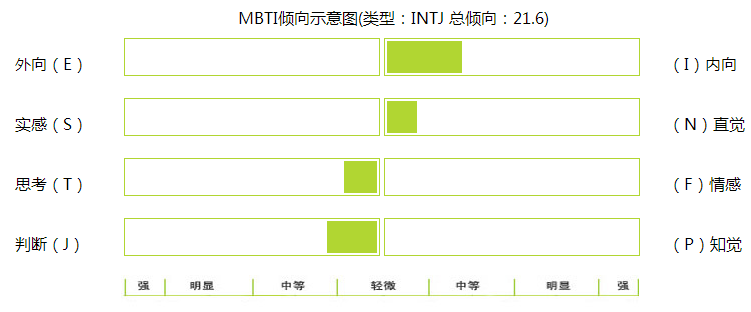 MBTI倾向示意图(类型：INTJ 总倾向：21.6)
外向（E） （I）内向
实感（S） （N）直觉
思考（T） （F）情感
判断（J） （P）知觉
强 明显 中等 轻微 中等 明显 强